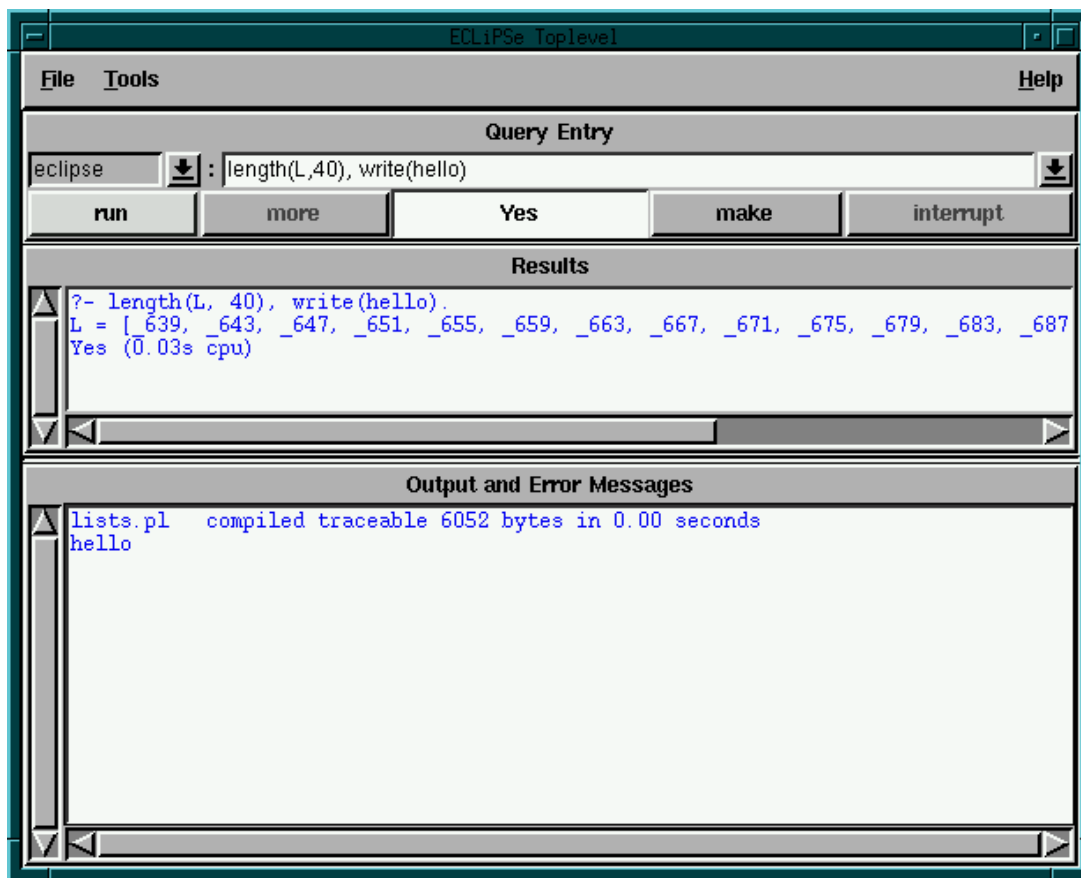 ECLiPSe Toplevel
File Tools Help
Query Entry
eclipse : length(L,40), write(hello)
run more Yes make interrupt
Results
?- length(L, 40), write(hello).
L = [_639, _643, _647, _651, _655, _659, _663, _667, _671, _675, _679, _683, _687
Yes (0.03s cpu)
Output and Error Messages
lists.pl compiled traceable 6052 bytes in 0.00 seconds
hello